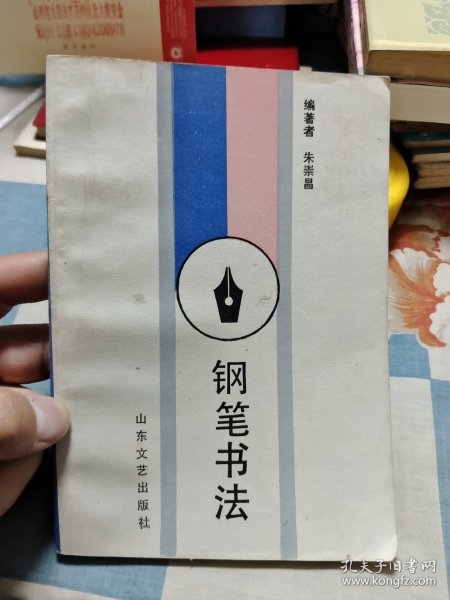 编著者 朱崇昌
钢笔书法
山东文艺出版社
孔夫子旧书网
www.kongfz.com